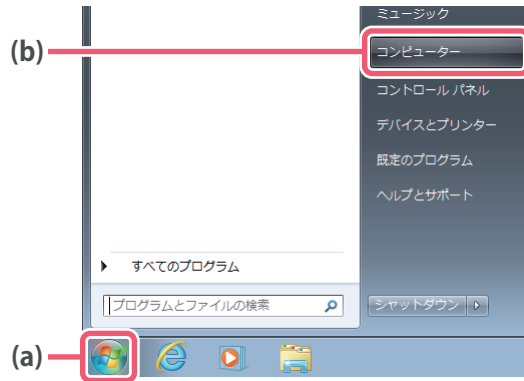 ミュージック
(b)
コンピューター
コントロール パネル
デバイスとプリンター
既定のプログラム
ヘルプとサポート
すべてのプログラム
プログラムとファイルの検索
シャットダウン
(a)